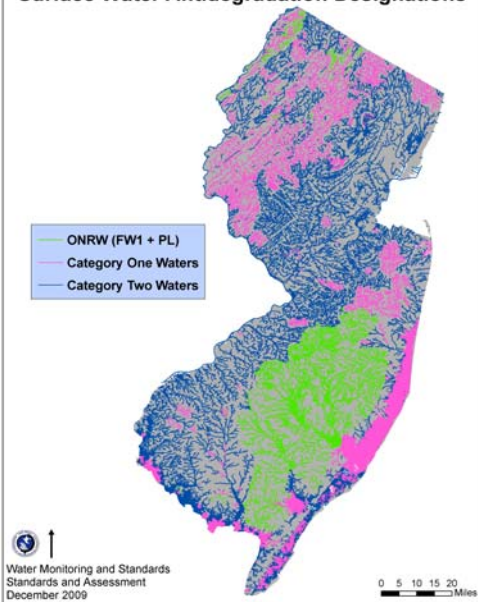 Surface Water Antidegradation Designations
ONRW (FW1 + PL)
Category One Waters
Category Two Waters
Water Monitoring and Standards
Standards and Assessment
December 2009
0 5 10 15 20
Miles